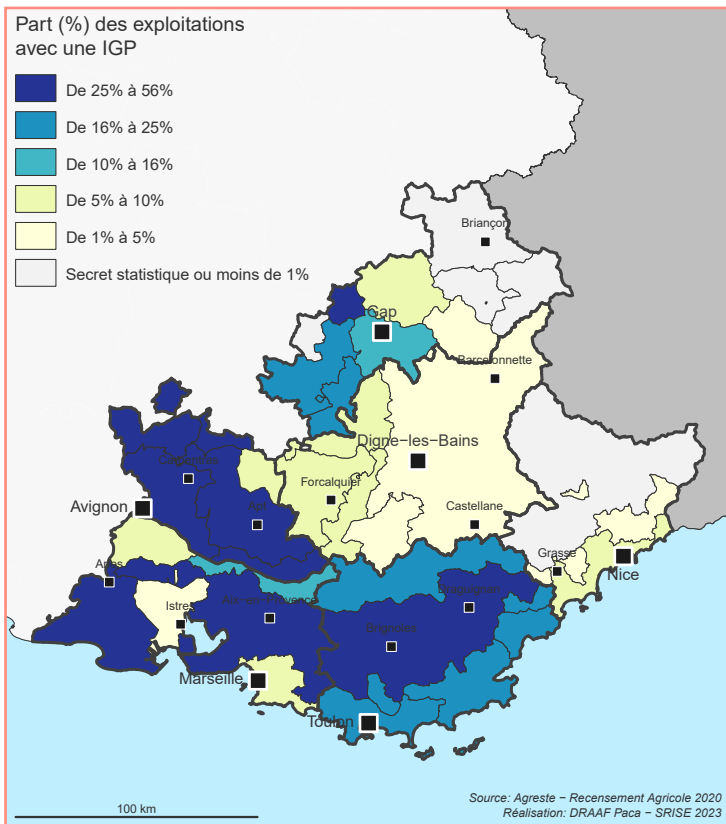 Part (%) des exploitations
avec une IGP
De 25% à 56%
De 16% à 25%
De 10% à 16%
De 5% à 10%
De 1% à 5%
Secret statistique ou moins de 1%
Briançon
Gap
Barcelonnette
Digne−les−Bains
Carpentras
Forcalquier
Avignon
Apt
Castellane
Arles
Grasse
Nice
Istres
Aix−en−Provence
Draguignan
Brignoles
Marseille
Toulon
100 km
Source: Agreste − Recensement Agricole 2020
Réalisation: DRAAF Paca − SRISE 2023